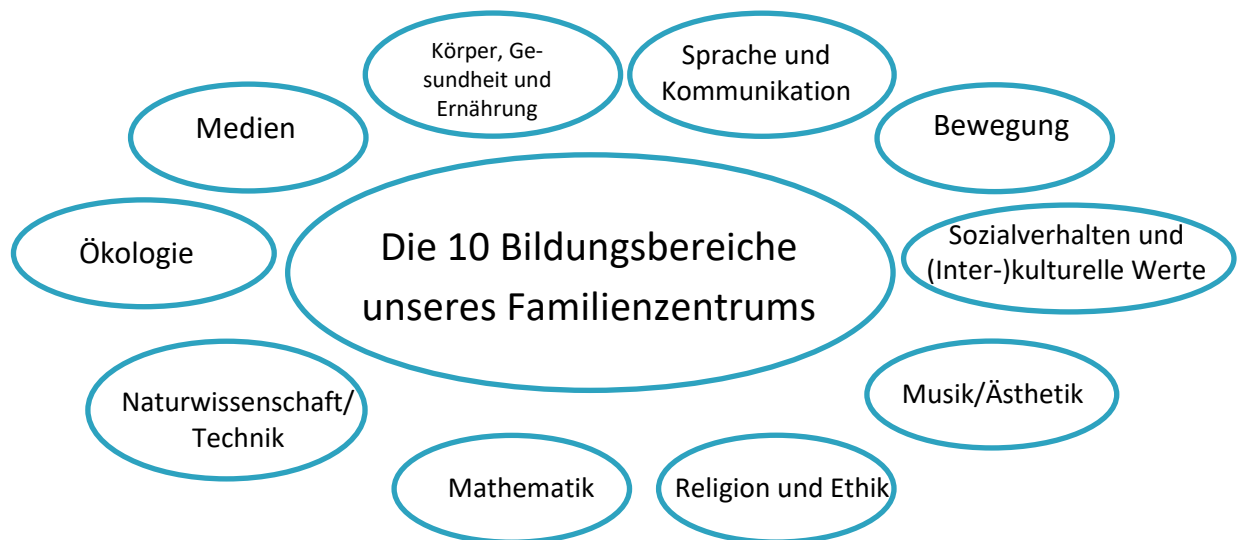 Körper, Ge-
sundheit und
Ernährung
Sprache und
Kommunikation
Medien
Bewegung
Ökologie
Die 10 Bildungsbereiche
unseres Familienzentrums
Sozialverhalten und
(Inter-)kulturelle Werte
Naturwissenschaft/
Technik
Musik/Ästhetik
Mathematik
Religion und Ethik